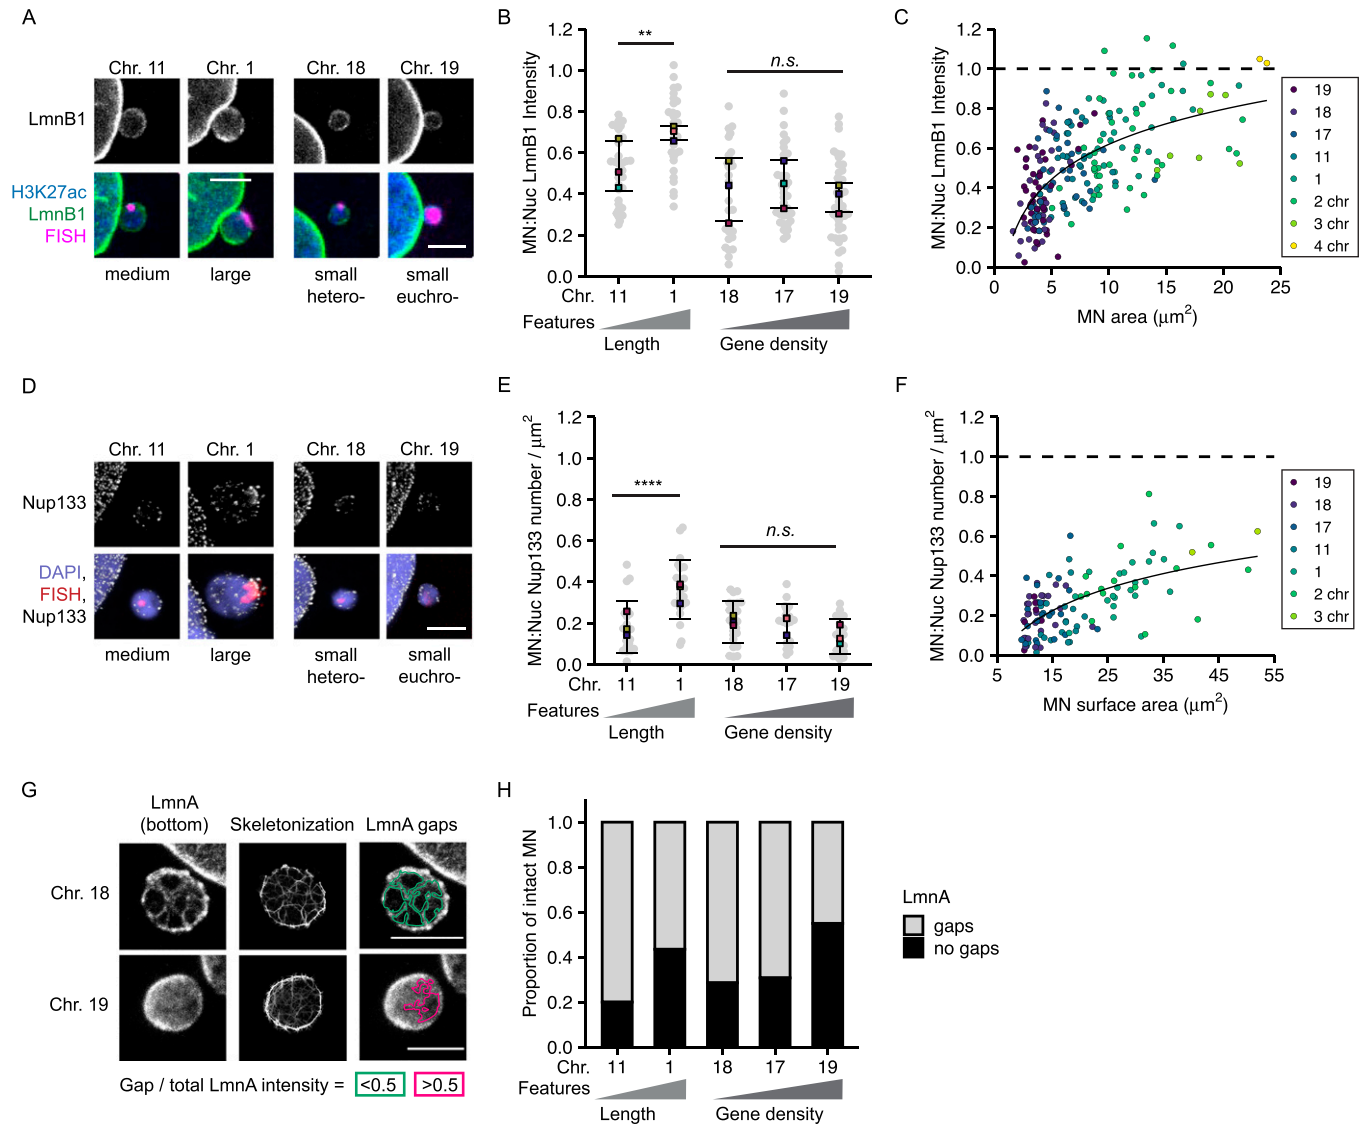 A
Chr. 11 Chr. 1 Chr. 18 Chr. 19
LmnB1
H3K27ac
LmnB1
FISH
medium large small small
hetero- euchro-
B
MN:Nuc LmnB1 Intensity
1.2
1.0
0.8
0.6
0.4
0.2
0.0
** n.s.
Chr. 11 1 18 17 19
Features
Length Gene density
C
MN:Nuc LmnB1 Intensity
1.2
1.0
0.8
0.6
0.4
0.2
0.0
0 5 10 15 20 25
MN area (μm²)
19
18
17
11
1
2 chr
3 chr
4 chr
D
Chr. 11 Chr. 1 Chr. 18 Chr. 19
Nup133
DAPI,
FISH,
Nup133
medium large small small
hetero- euchro-
E
MN:Nuc Nup133 number / μm²
1.2
1.0
0.8
0.6
0.4
0.2
0.0
**** n.s.
Chr. 11 1 18 17 19
Features
Length Gene density
F
MN:Nuc Nup133 number / μm²
1.2
1.0
0.8
0.6
0.4
0.2
0.0
5 15 25 35 45 55
MN surface area (μm²)
19
18
17
11
1
2 chr
3 chr
G
LmnA
(bottom) Skeletonization LmnA gaps
Chr. 18
Chr. 19
Gap / total LmnA intensity = <0.5 >0.5
H
Proportion of intact MN
1.0
0.8
0.6
0.4
0.2
0.0
Chr. 11 1 18 17 19
Features
Length Gene density
LmnA
gaps
no gaps